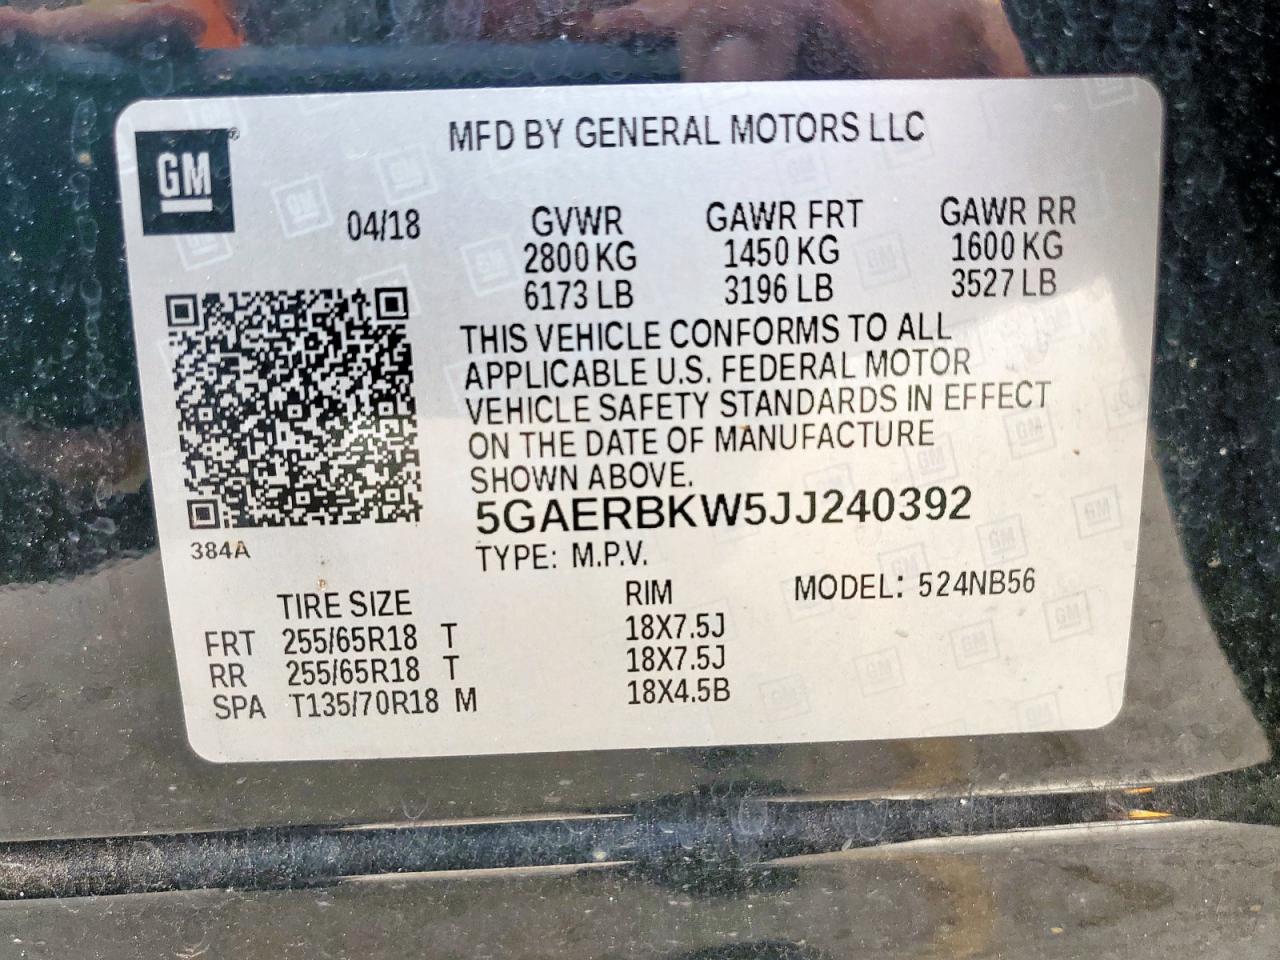 GM®
MFD BY GENERAL MOTORS LLC
04/18 GVWR GAWR FRT GAWR RR
2800 KG 1450 KG 1600 KG
6173 LB 3196 LB 3527 LB
THIS VEHICLE CONFORMS TO ALL
APPLICABLE U.S. FEDERAL MOTOR
VEHICLE SAFETY STANDARDS IN EFFECT
ON THE DATE OF MANUFACTURE
SHOWN ABOVE.
5GAERBKW5JJ240392
384A
TYPE: M.P.V.
TIRE SIZE RIM MODEL: 524NB56
FRT 255/65R18 T 18X7.5J
RR 255/65R18 T 18X7.5J
SPA T135/70R18 M 18X4.5B